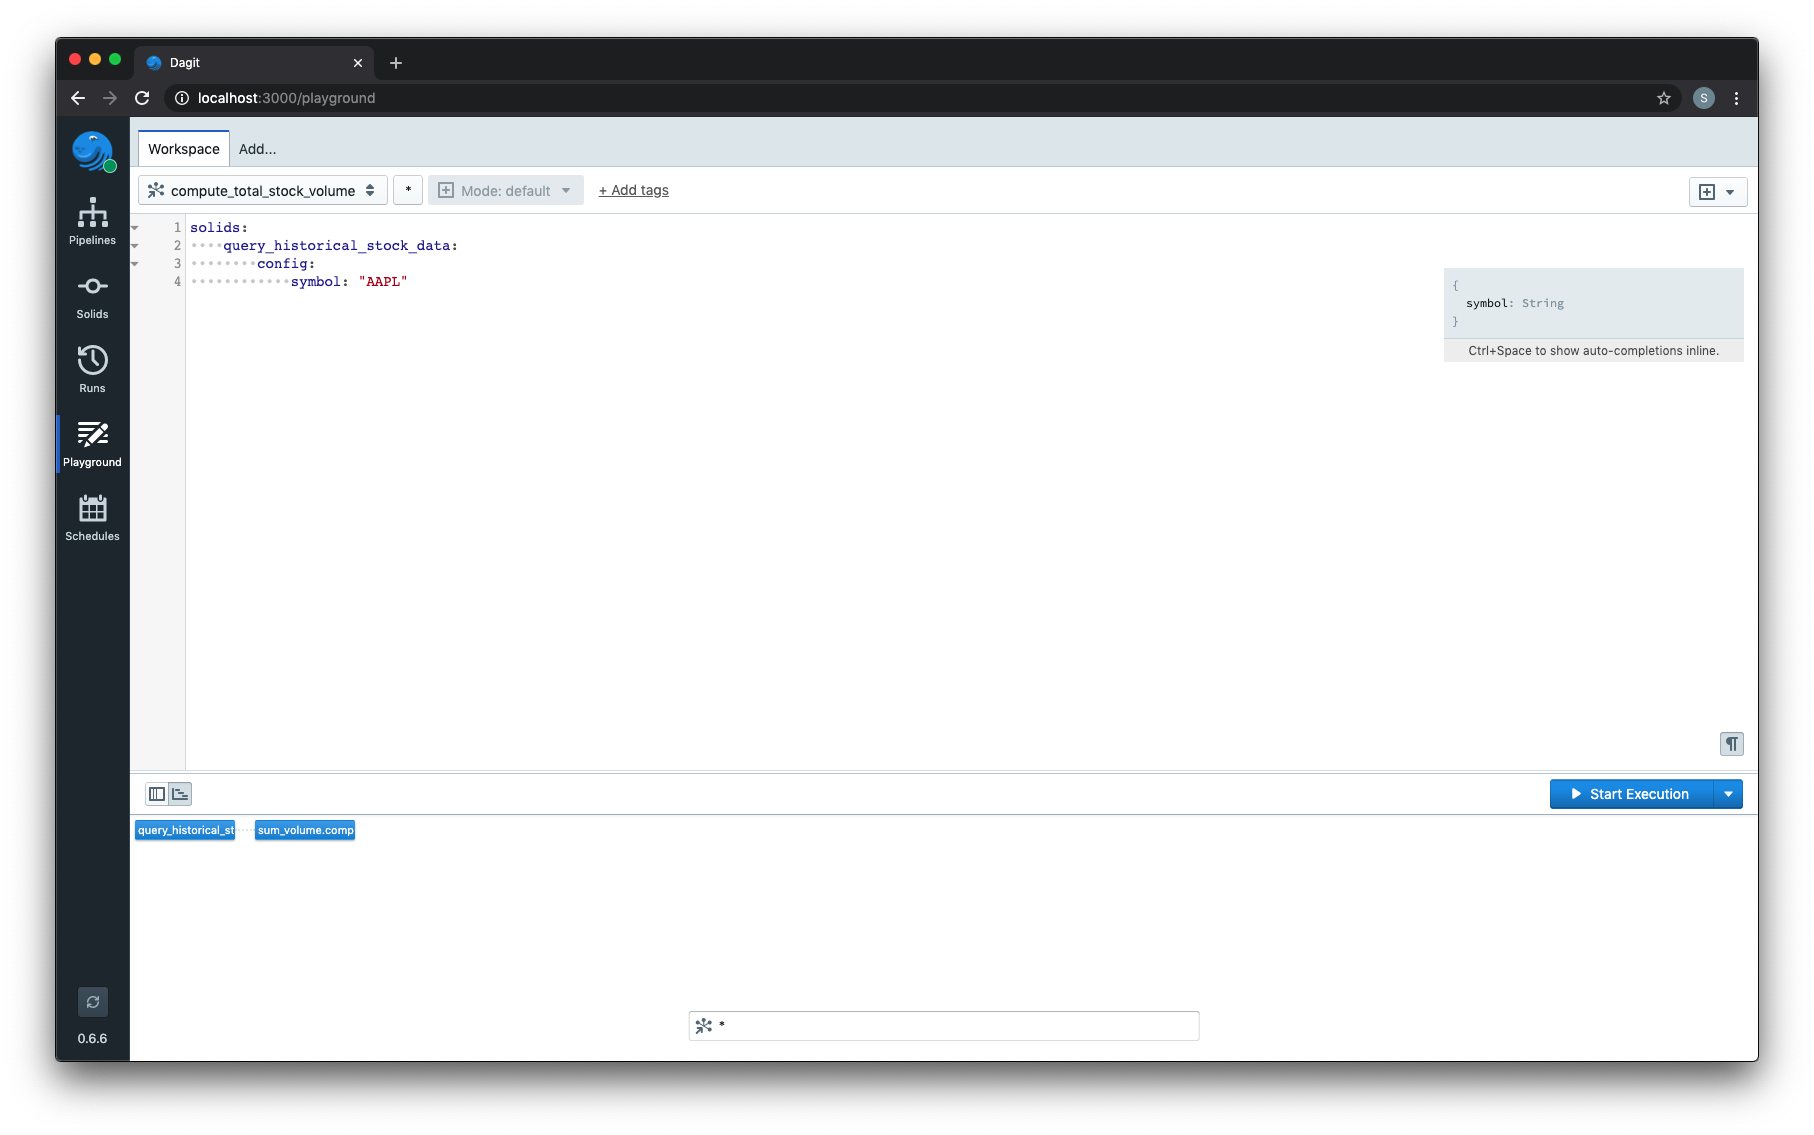 Dagit
localhost:3000/playground
S
Workspace Add...
compute_total_stock_volume * Mode: default + Add tags
Pipelines
Solids
Runs
Playground
Schedules
0.6.6
1 solids:
2 query_historical_stock_data:
3 config:
4 symbol: "AAPL"
{
symbol: String
}
Ctrl+Space to show auto-completions inline.
¶
Start Execution
query_historical_st sum_volume.comp
*